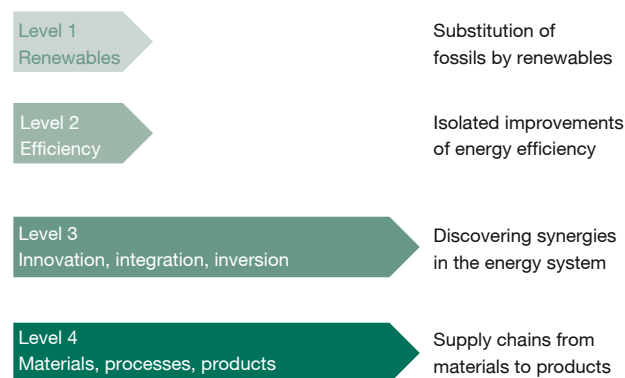 Level 1
Renewables
Substitution of
fossils by renewables
Level 2
Efficiency
Isolated improvements
of energy efficiency
Level 3
Innovation, integration, inversion
Discovering synergies
in the energy system
Level 4
Materials, processes, products
Supply chains from
materials to products